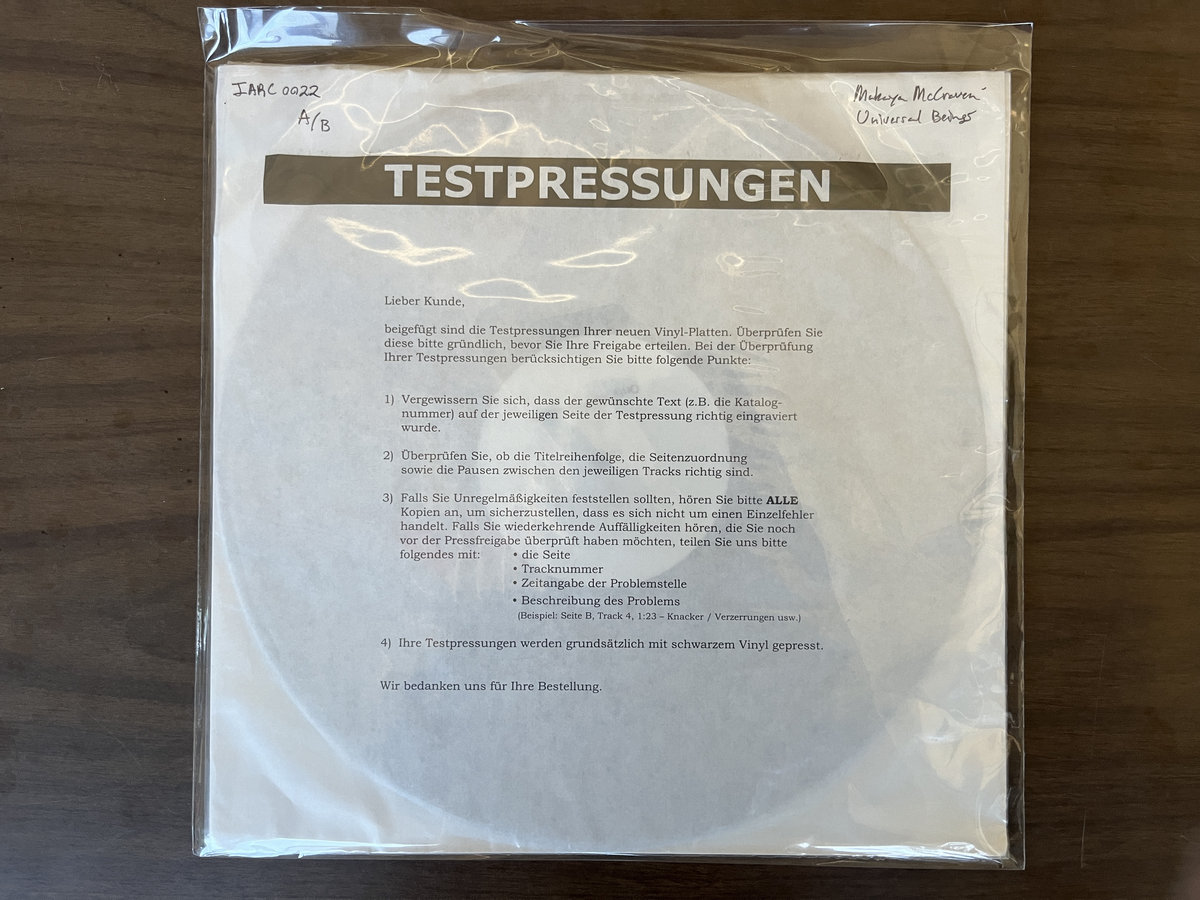 IARC 0022
A/B
Makaya McCraven
Universal Beings
TESTPRESSUNGEN
Lieber Kunde,
beigefügt sind die Testpressungen Ihrer neuen Vinyl-Platten. Überprüfen Sie
diese bitte gründlich, bevor Sie Ihre Freigabe erteilen. Bei der Überprüfung
Ihrer Testpressungen berücksichtigen Sie bitte folgende Punkte:
1) Vergewissern Sie sich, dass der gewünschte Text (z.B. die Katalog-
nummer) auf der jeweiligen Seite der Testpressung richtig eingraviert
wurde.
2) Überprüfen Sie, ob die Titelreihenfolge, die Seitenzuordnung
sowie die Pausen zwischen den jeweiligen Tracks richtig sind.
3) Falls Sie Unregelmäßigkeiten feststellen sollten, hören Sie bitte ALLE
Kopien an, um sicherzustellen, dass es sich nicht um einen Einzelfehler
handelt. Falls Sie wiederkehrende Auffälligkeiten hören, die Sie noch
vor der Pressfreigabe überprüft haben möchten, teilen Sie uns bitte
folgendes mit: • die Seite
• Tracknummer
• Zeitangabe der Problemstelle
• Beschreibung des Problems
(Beispiel: Seite B, Track 4, 1:23 – Knacker / Verzerrungen usw.)
4) Ihre Testpressungen werden grundsätzlich mit schwarzem Vinyl gepresst.
Wir bedanken uns für Ihre Bestellung.